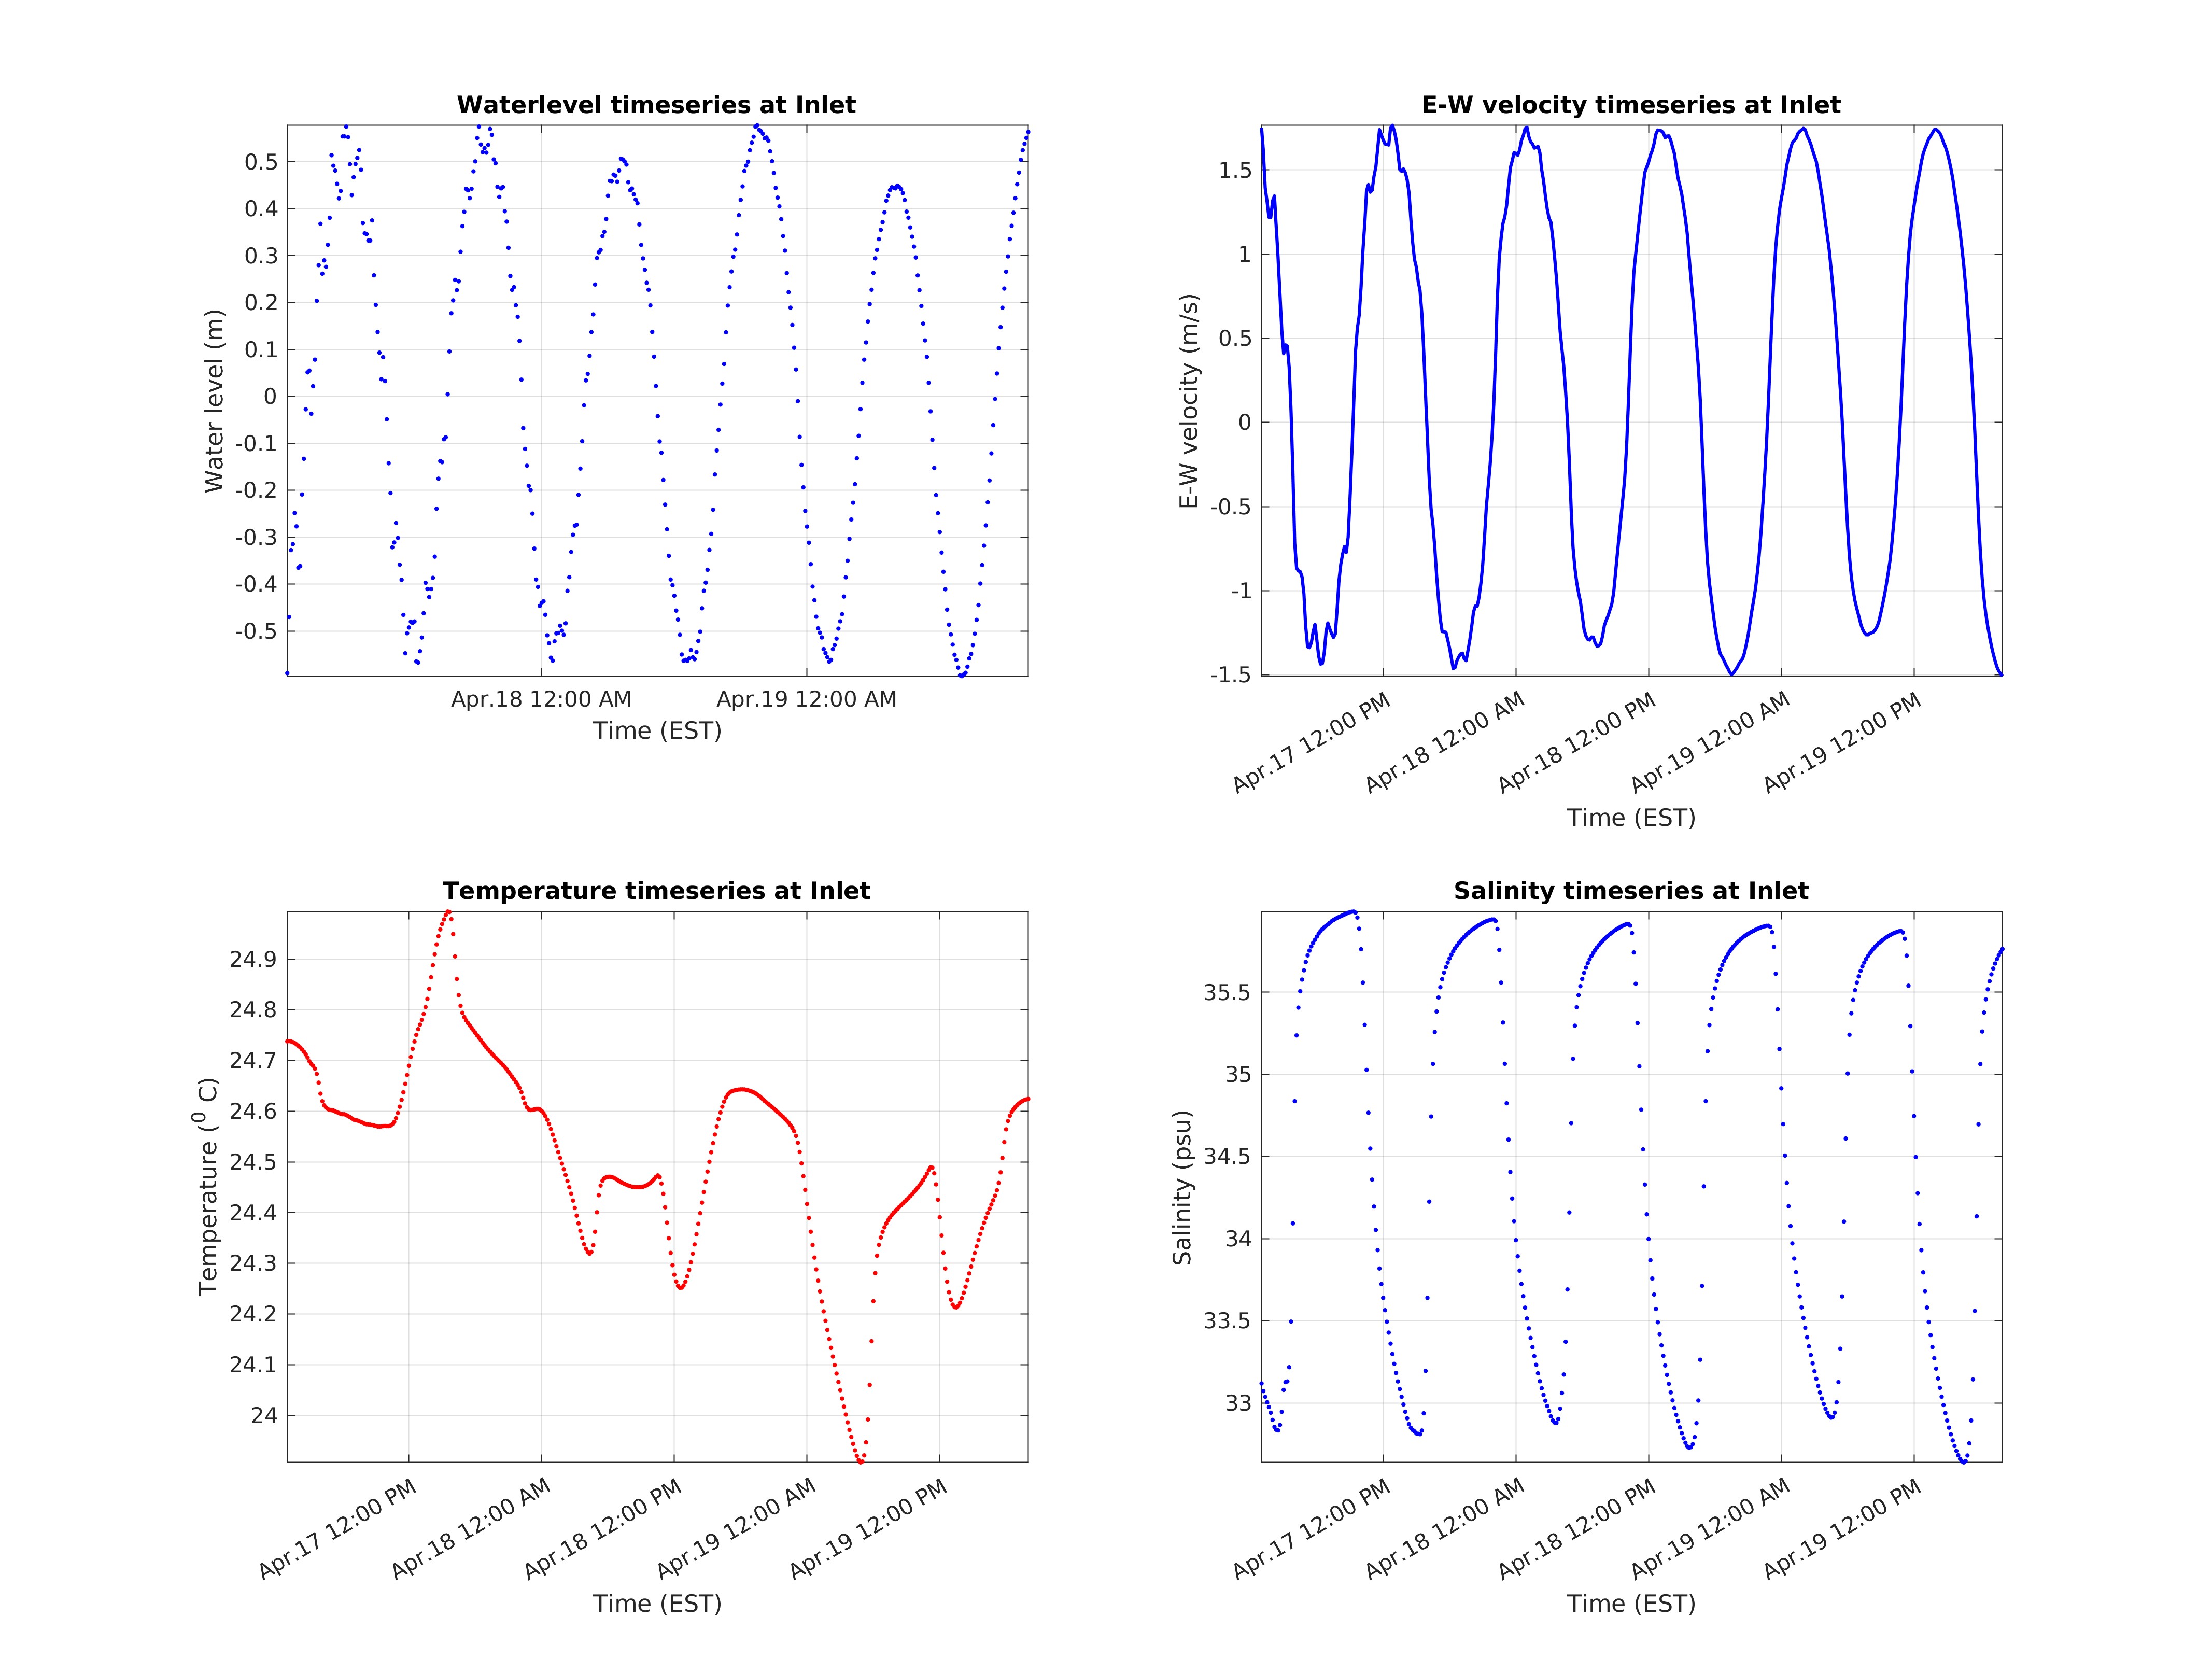 Waterlevel timeseries at Inlet
0.5
0.4
0.3
0.2
0.1
0
-0.1
-0.2
-0.3
-0.4
-0.5
Water level (m)
Apr.18 12:00 AM
Apr.19 12:00 AM
Time (EST)
E-W velocity timeseries at Inlet
1.5
1
0.5
0
-0.5
-1
-1.5
E-W velocity (m/s)
Apr.17 12:00 PM
Apr.18 12:00 AM
Apr.18 12:00 PM
Apr.19 12:00 AM
Apr.19 12:00 PM
Time (EST)
Temperature timeseries at Inlet
24.9
24.8
24.7
24.6
24.5
24.4
24.3
24.2
24.1
24
Temperature (⁰ C)
Apr.17 12:00 PM
Apr.18 12:00 AM
Apr.18 12:00 PM
Apr.19 12:00 AM
Apr.19 12:00 PM
Time (EST)
Salinity timeseries at Inlet
35.5
35
34.5
34
33.5
33
Salinity (psu)
Apr.17 12:00 PM
Apr.18 12:00 AM
Apr.18 12:00 PM
Apr.19 12:00 AM
Apr.19 12:00 PM
Time (EST)